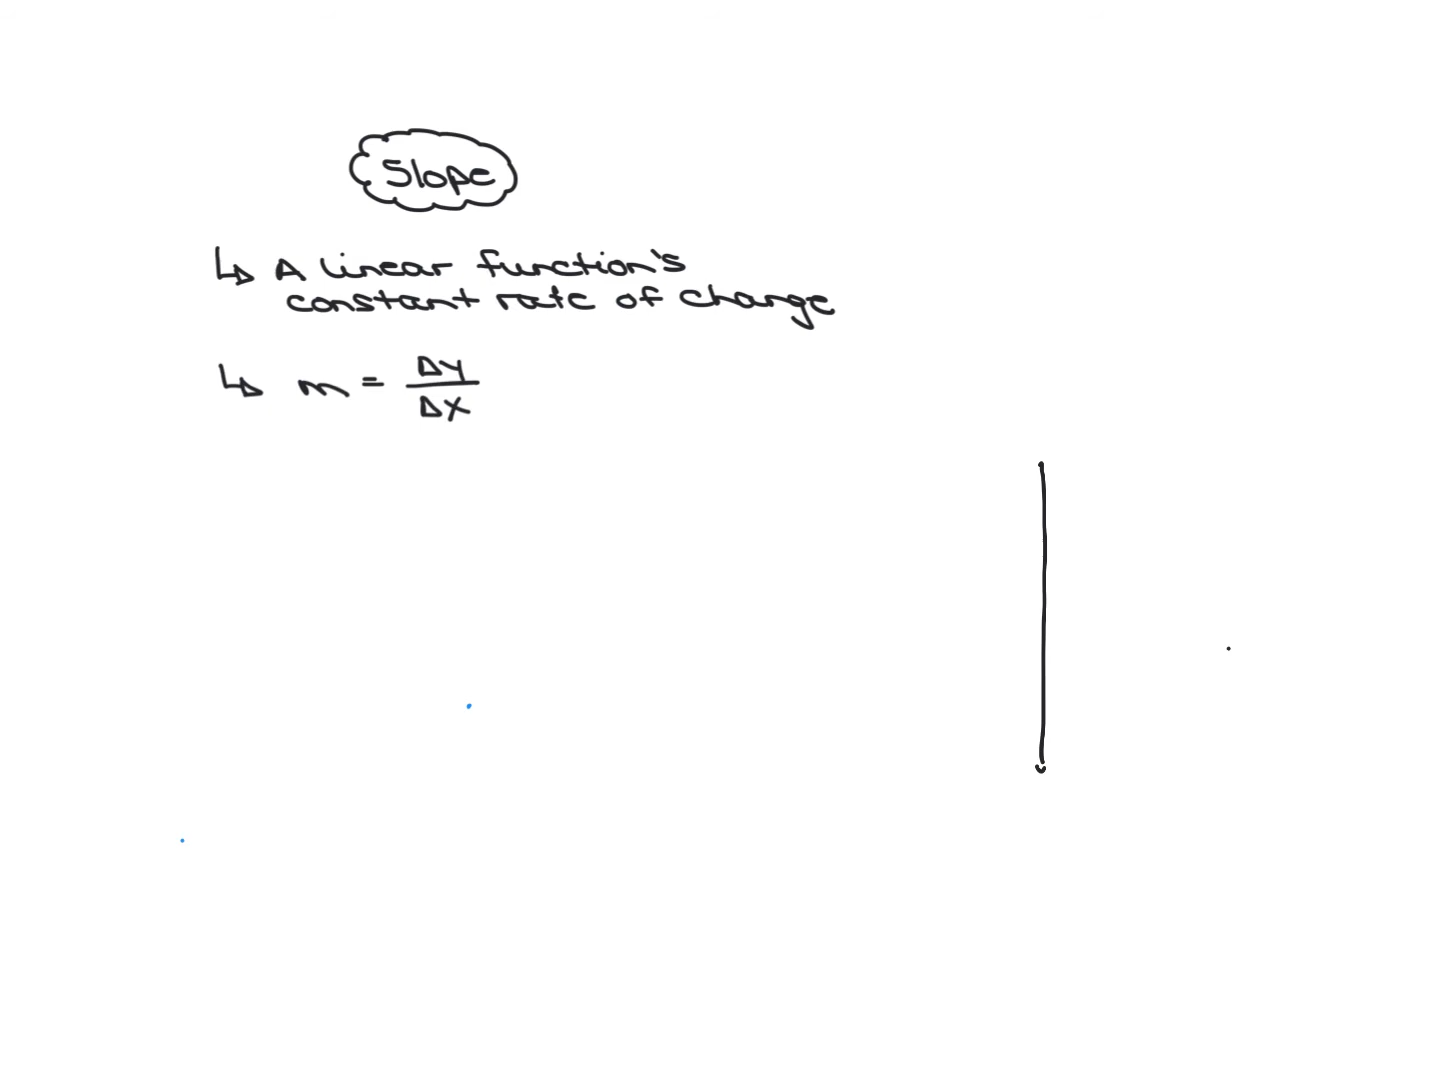 Slope
↳ A linear function's
constant rate of change
↳ m = Δy/Δx